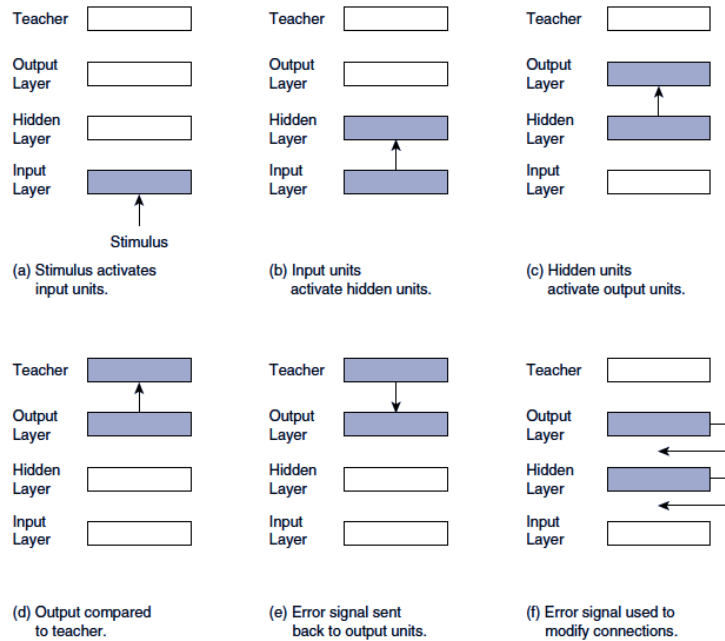 Teacher
Output
Layer
Hidden
Layer
Input
Layer
Stimulus
(a) Stimulus activates
input units.
Teacher
Output
Layer
Hidden
Layer
Input
Layer
(b) Input units
activate hidden units.
Teacher
Output
Layer
Hidden
Layer
Input
Layer
(c) Hidden units
activate output units.
Teacher
Output
Layer
Hidden
Layer
Input
Layer
(d) Output compared
to teacher.
Teacher
Output
Layer
Hidden
Layer
Input
Layer
(e) Error signal sent
back to output units.
Teacher
Output
Layer
Hidden
Layer
Input
Layer
(f) Error signal used to
modify connections.